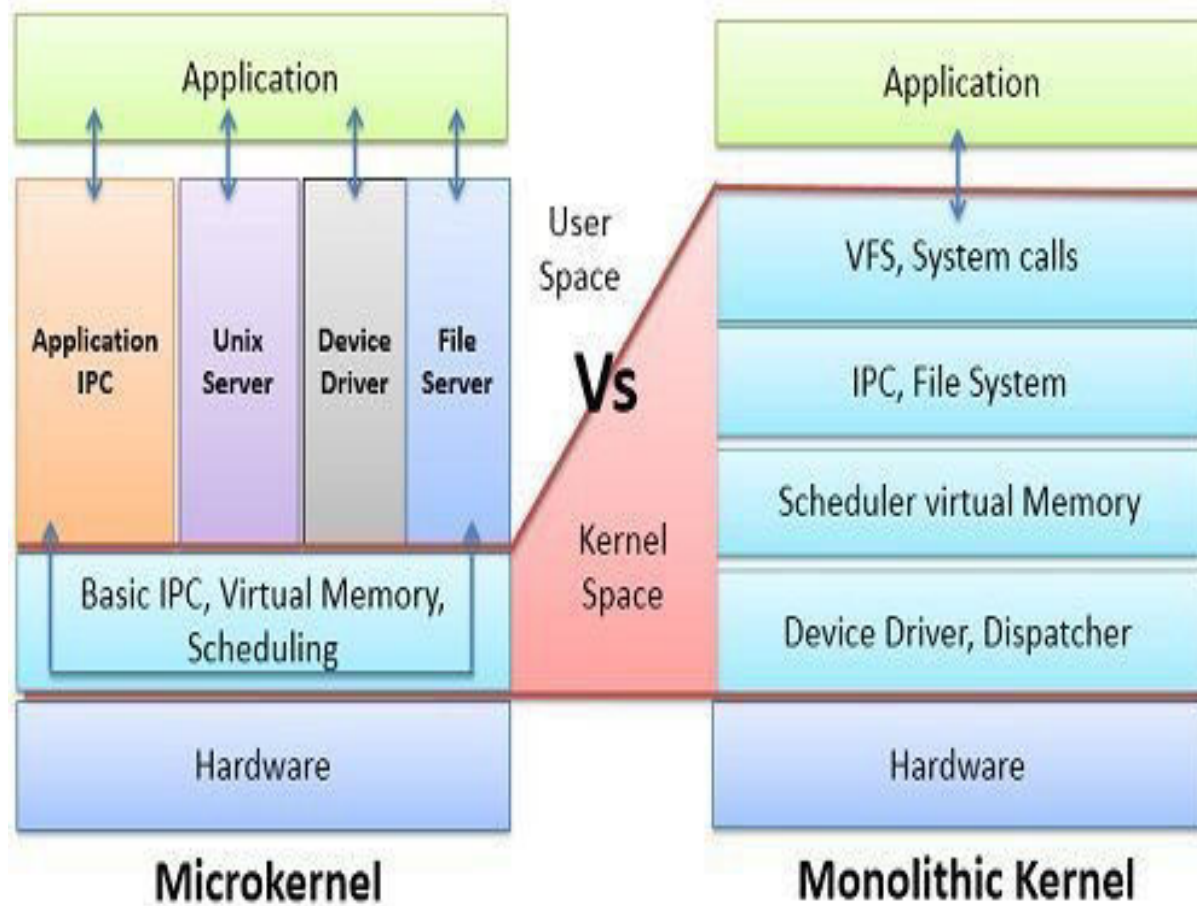 Application
Application
IPC
Unix
Server
Device
Driver
File
Server
Basic IPC, Virtual Memory,
Scheduling
Hardware
Microkernel
User
Space
Vs
Kernel
Space
Application
VFS, System calls
IPC, File System
Scheduler virtual Memory
Device Driver, Dispatcher
Hardware
Monolithic Kernel